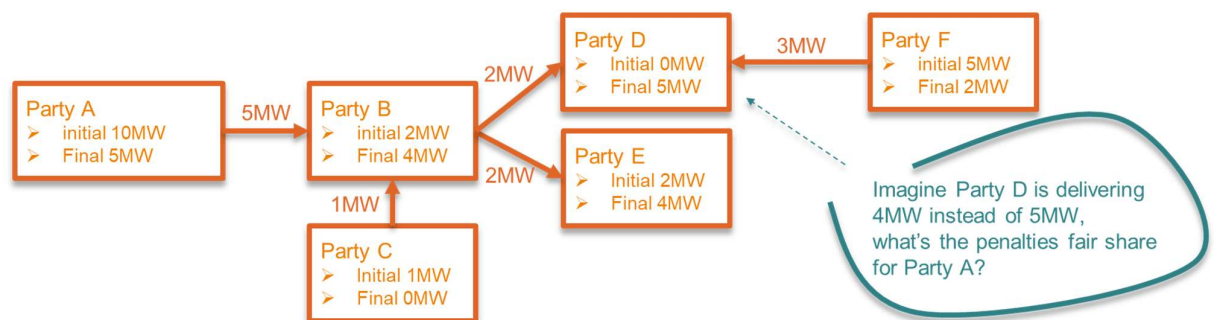 Party A
➢ initial 10MW
➢ Final 5MW
5MW
Party B
➢ initial 2MW
➢ Final 4MW
1MW
Party C
➢ Initial 1MW
➢ Final 0MW
2MW
2MW
Party D
➢ Initial 0MW
➢ Final 5MW
Party E
➢ Initial 2MW
➢ Final 4MW
3MW
Party F
➢ initial 5MW
➢ Final 2MW
Imagine Party D is delivering
4MW instead of 5MW,
what's the penalties fair share
for Party A?